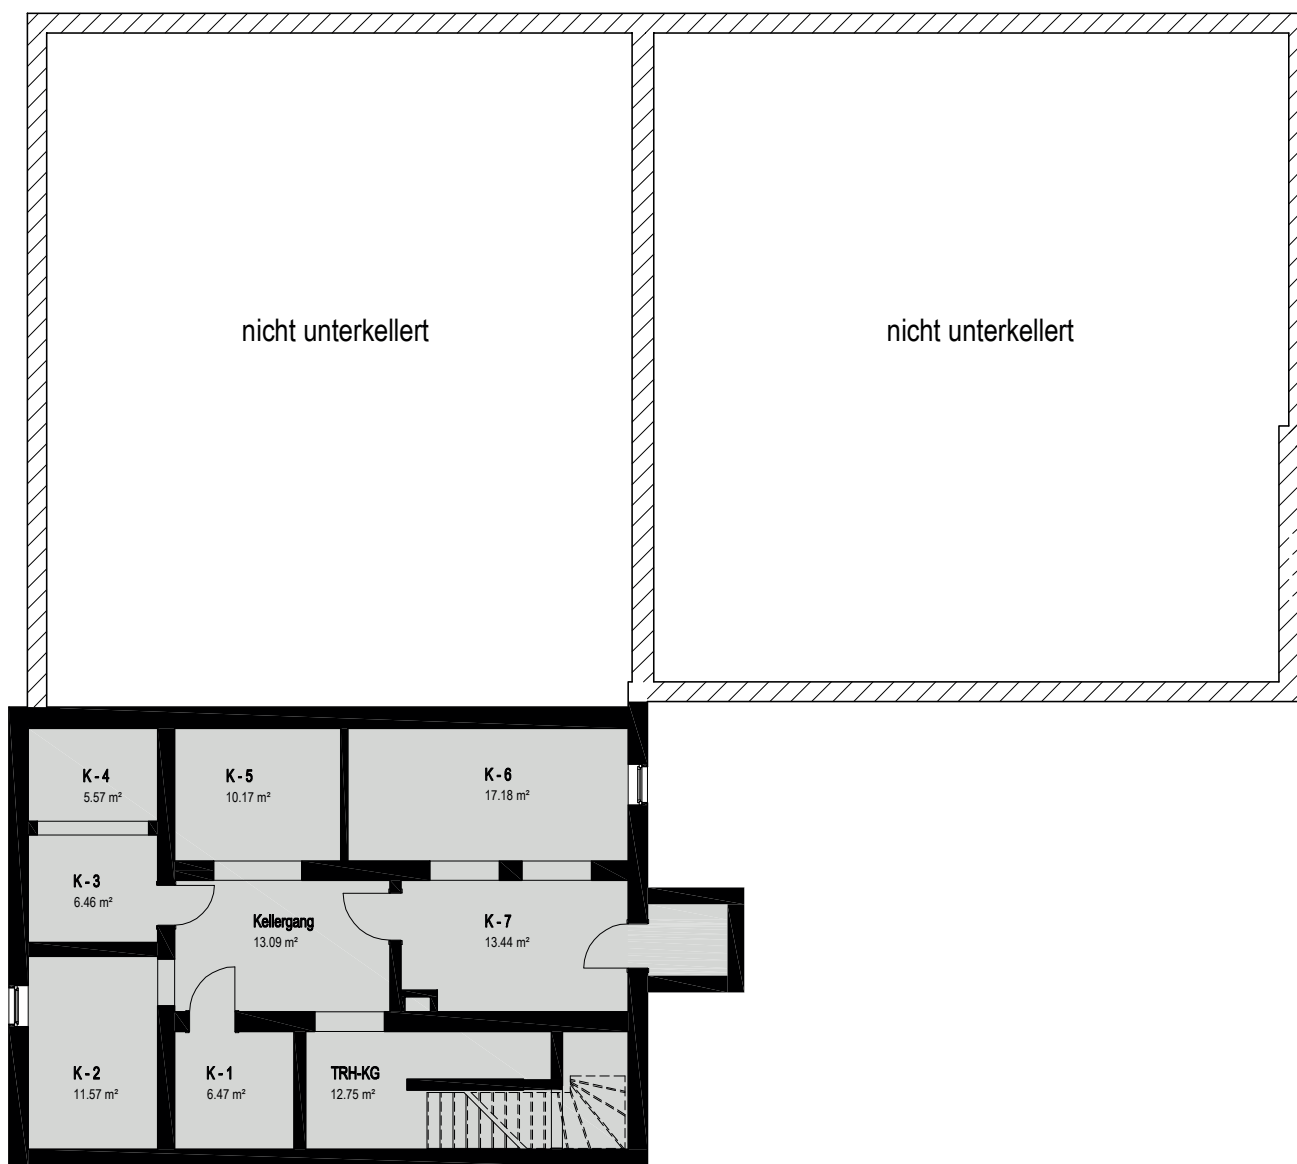 nicht unterkellert
nicht unterkellert
K - 4
5.57 m²
K - 5
10.17 m²
K - 6
17.18 m²
K - 3
6.46 m²
Kellergang
13.09 m²
K - 7
13.44 m²
K - 2
11.57 m²
K - 1
6.47 m²
TRH-KG
12.75 m²